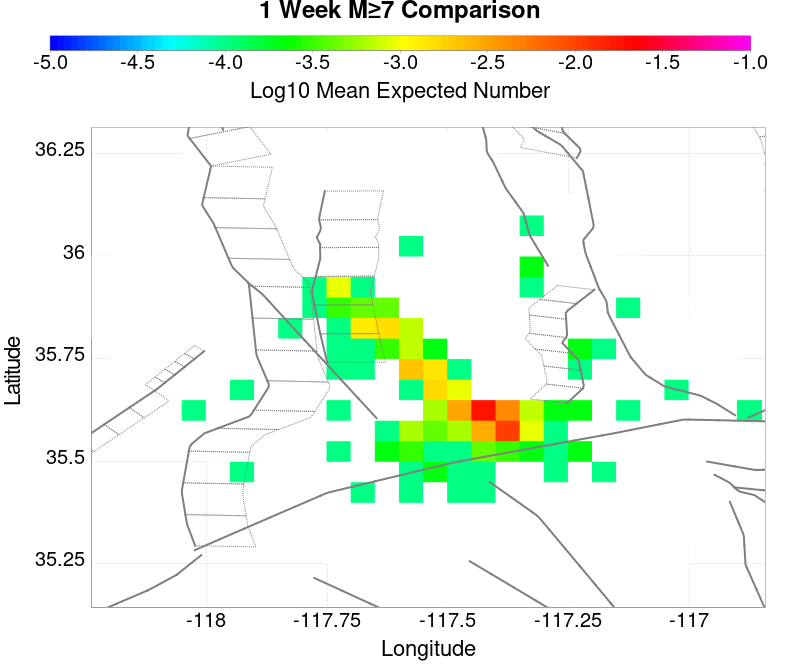 1 Week M≥7 Comparison
-5.0 -4.5 -4.0 -3.5 -3.0 -2.5 -2.0 -1.5 -1.0
Log10 Mean Expected Number
36.25
36
35.75
35.5
35.25
Latitude
-118 -117.75 -117.5 -117.25 -117
Longitude